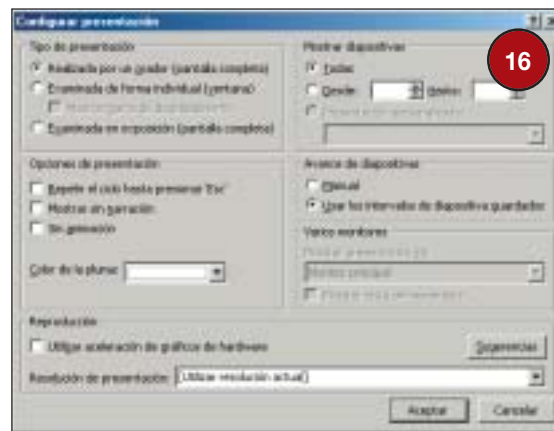 Configurar presentación
16
Tipo de presentación
Realizada por un orador (pantalla completa)
Examinada de forma individual (ventana)
Examinada en exposición (pantalla completa)
Mostrar diapositivas
Todas
Desde: Hasta:
Opciones de presentación
Repetir el ciclo hasta presionar 'Esc'
Mostrar sin narración
Sin animación
Color de la pluma:
Avance de diapositivas
Manual
Usar los intervalos de diapositiva guardados
Varios monitores
Monitor principal
Reproducción
Utilizar aceleración de gráficos de hardware
Sugerencias
Resolución de presentación: [Utilizar resolución actual]
Aceptar Cancelar